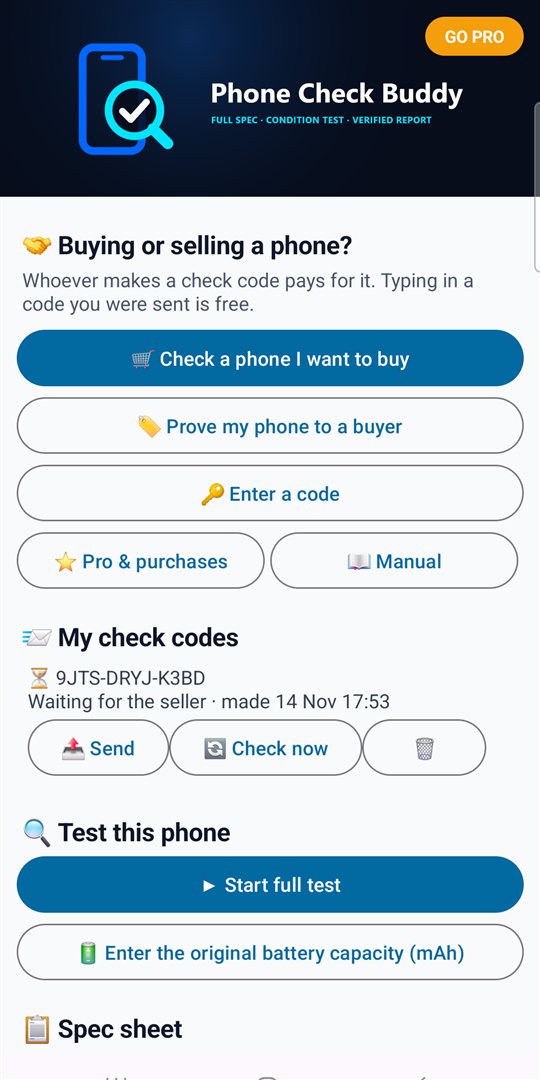 GO PRO
Phone Check Buddy
FULL SPEC · CONDITION TEST · VERIFIED REPORT
🤝 Buying or selling a phone?
Whoever makes a check code pays for it. Typing in a
code you were sent is free.
🛒 Check a phone I want to buy
🏷️ Prove my phone to a buyer
🔑 Enter a code
⭐ Pro & purchases
📖 Manual
📨 My check codes
⏳ 9JTS-DRYJ-K3BD
Waiting for the seller · made 14 Nov 17:53
📤 Send
🔄 Check now
🗑️
🔍 Test this phone
► Start full test
🔋 Enter the original battery capacity (mAh)
📋 Spec sheet